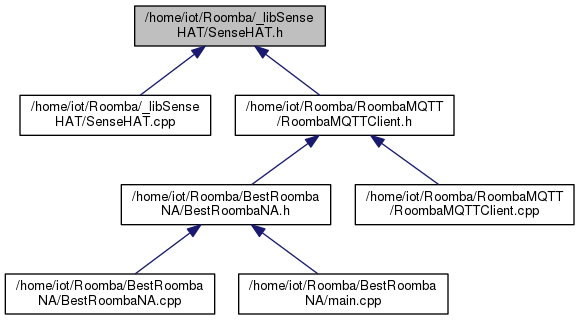 /home/iot/Roomba/_libSense
HAT/SenseHAT.h
/home/iot/Roomba/_libSense
HAT/SenseHAT.cpp
/home/iot/Roomba/RoombaMQTT
/RoombaMQTTClient.h
/home/iot/Roomba/BestRoomba
NA/BestRoombaNA.h
/home/iot/Roomba/RoombaMQTT
/RoombaMQTTClient.cpp
/home/iot/Roomba/BestRoomba
NA/BestRoombaNA.cpp
/home/iot/Roomba/BestRoomba
NA/main.cpp